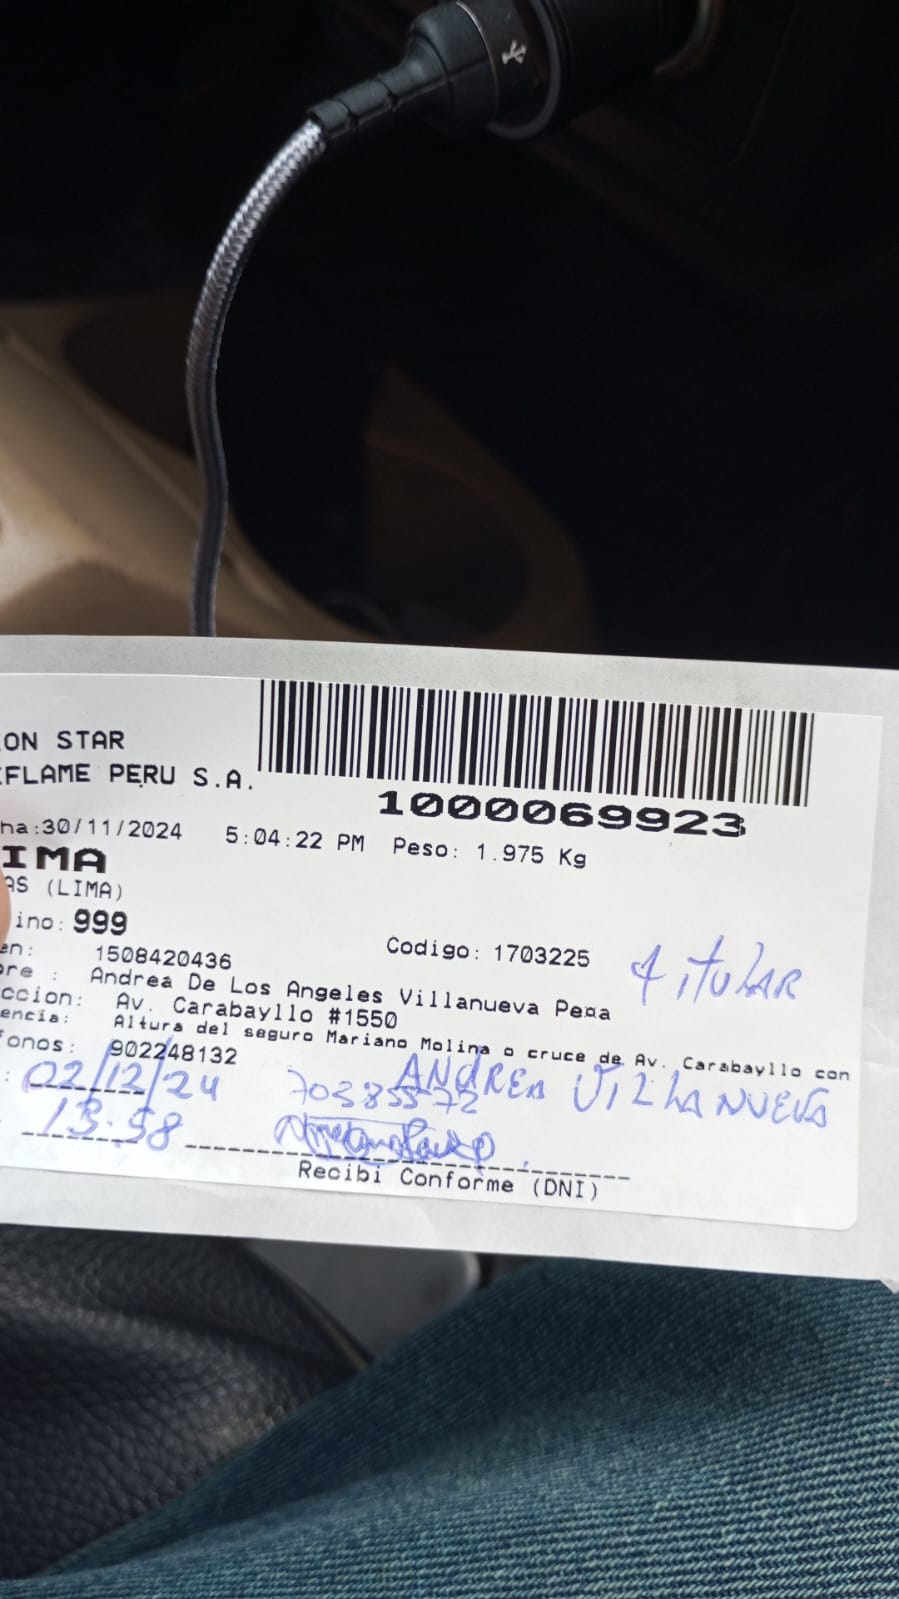 ON STAR
FLAME PERU S.A.
1000069923
ha:30/11/2024 5:04:22 PM Peso: 1.975 Kg
IMA
AS (LIMA)
ino: 999
en: 1508420436 Codigo: 1703225
TITULAR
bre : Andrea De Los Angeles Villanueva Pe¤a
ccion: Av. Carabayllo #1550
encia: Altura del seguro Mariano Molina o cruce de Av. Carabayllo con
fonos: 902248132
ANDREA VILLANUEVA
: 02/12/24 70385572
13:58
Recibi Conforme (DNI)